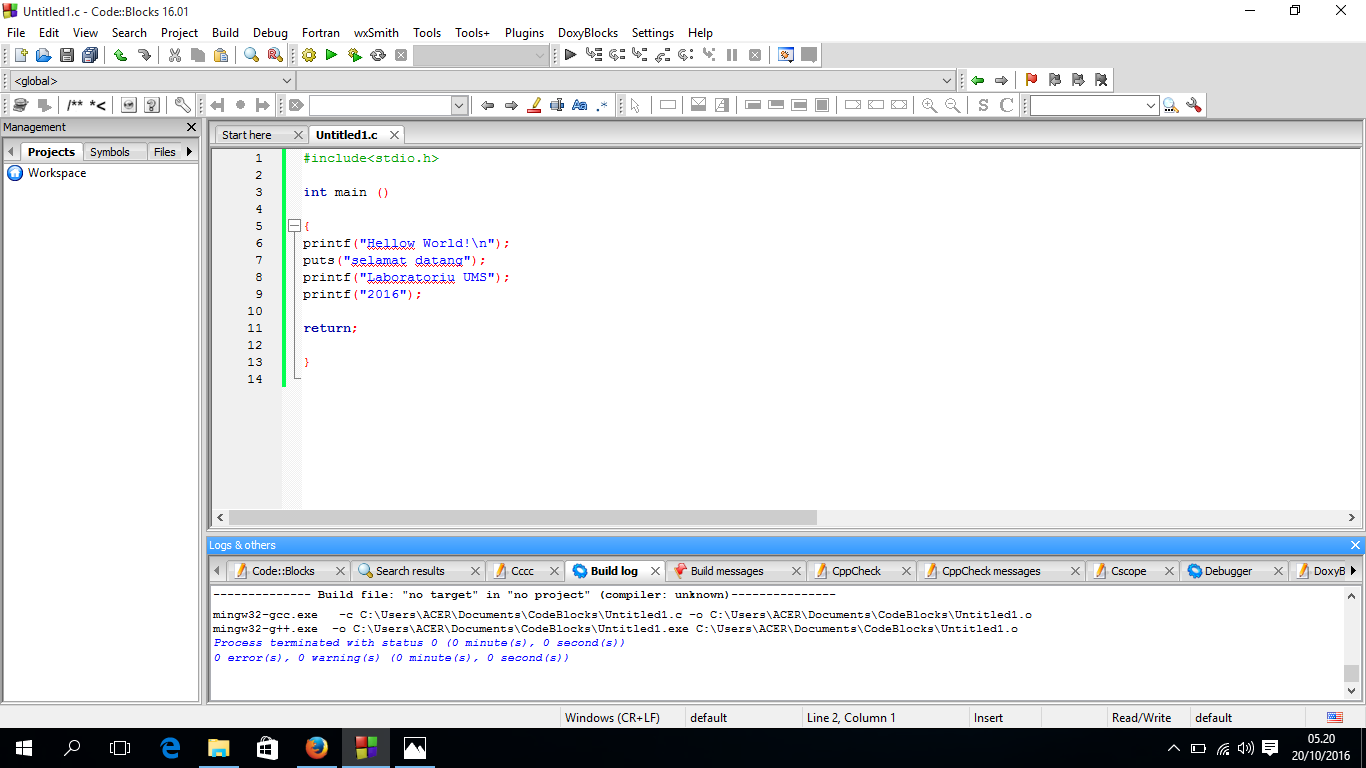 Untitled1.c - Code::Blocks 16.01
File Edit View Search Project Build Debug Fortran wxSmith Tools Tools+ Plugins DoxyBlocks Settings Help
<global>
/** *<
Aa .*
S C
Management
Projects Symbols Files
Workspace
Start here Untitled1.c
1 #include<stdio.h>
2
3 int main ()
4
5 {
6 printf("Hellow World!\n");
7 puts("selamat datang");
8 printf("Laboratoriu UMS");
9 printf("2016");
10
11 return;
12
13 }
14
Logs & others
Code::Blocks Search results Cccc Build log Build messages CppCheck CppCheck messages Cscope Debugger DoxyB
-------------- Build file: "no target" in "no project" (compiler: unknown)---------------
mingw32-gcc.exe -c C:\Users\ACER\Documents\CodeBlocks\Untitled1.c -o C:\Users\ACER\Documents\CodeBlocks\Untitled1.o
mingw32-g++.exe -o C:\Users\ACER\Documents\CodeBlocks\Untitled1.exe C:\Users\ACER\Documents\CodeBlocks\Untitled1.o
Process terminated with status 0 (0 minute(s), 0 second(s))
0 error(s), 0 warning(s) (0 minute(s), 0 second(s))
Windows (CR+LF) default Line 2, Column 1 Insert Read/Write default
05.20
20/10/2016